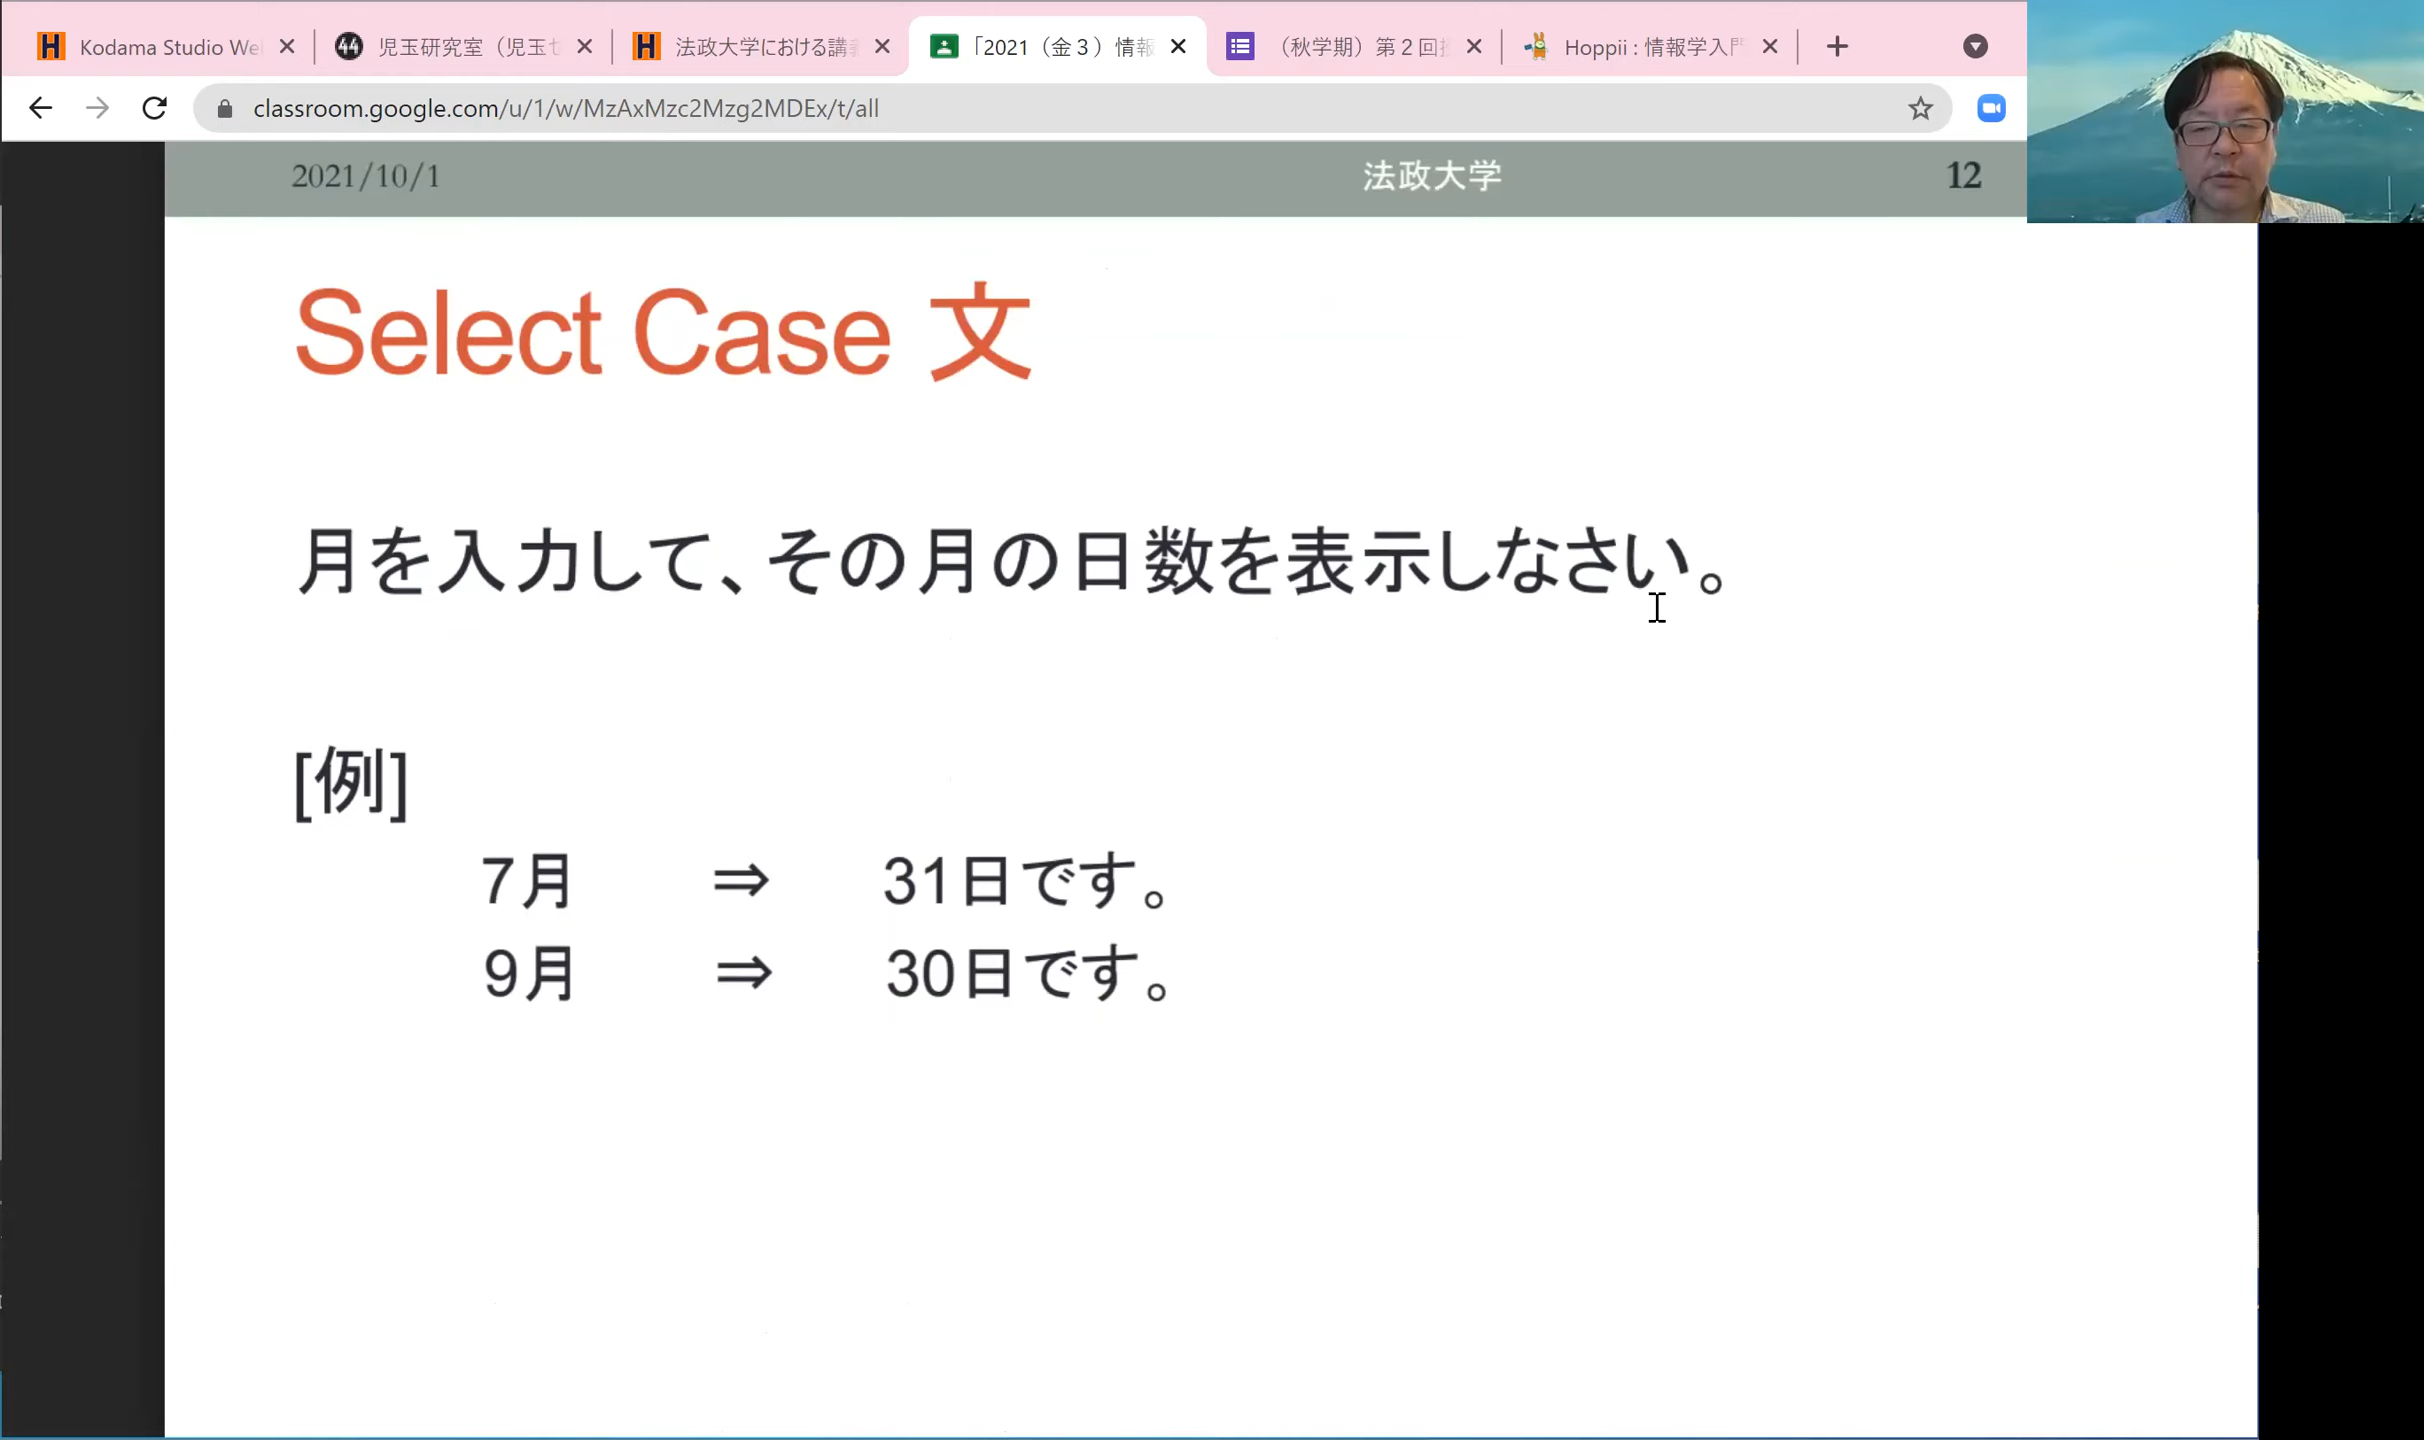 Kodama Studio We
児玉研究室（児玉ゼ
法政大学における講義
「2021（金３）情報
（秋学期）第２回授
Hoppii : 情報学入門
classroom.google.com/u/1/w/MzAxMzc2Mzg2MDEx/t/all
2021/10/1 法政大学 12
Select Case 文
月を入力して、その月の日数を表示しなさい。
[例]
7月 ⇒ 31日です。
9月 ⇒ 30日です。